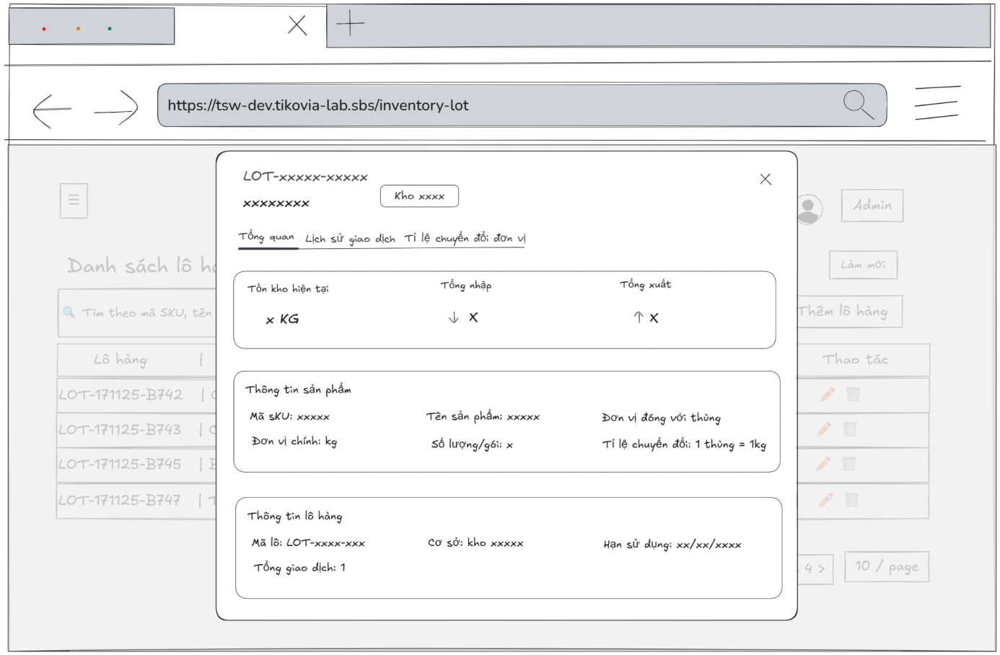 https://tsw-dev.tikovia-lab.sbs/inventory-lot
LOT-xxxxx-xxxxx
xxxxxxxx
Kho xxxx
Admin
Tổng quan Lịch sử giao dịch Tỉ lệ chuyển đổi đơn vị
Danh sách lô hà
Làm mới
Tồn kho hiện tại Tổng nhập Tổng xuất
x KG ↓ X ↑ X
🔍 Tìm theo mã SKU, tên
Thêm lô hàng
Lô hàng |
Thao tác
Thông tin sản phẩm
LOT-171125-B742 | C
Mã sKU: xxxxx Tên sản phẩm: xxxxx Đơn vị đóng với thùng
LOT-171125-B743 | C
Đơn vị chính: kg Số lượng/gói: x Tỉ lệ chuyển đổi: 1 thùng = 1kg
LOT-171125-B745 | B
LOT-171125-B747 | T
Thông tin lô hàng
Mã lô: LOT-xxxx-xxx Cơ sở: kho xxxxx Hạn sử dụng: xx/xx/xxxx
Tổng giao dịch: 1
4 > 10 / page